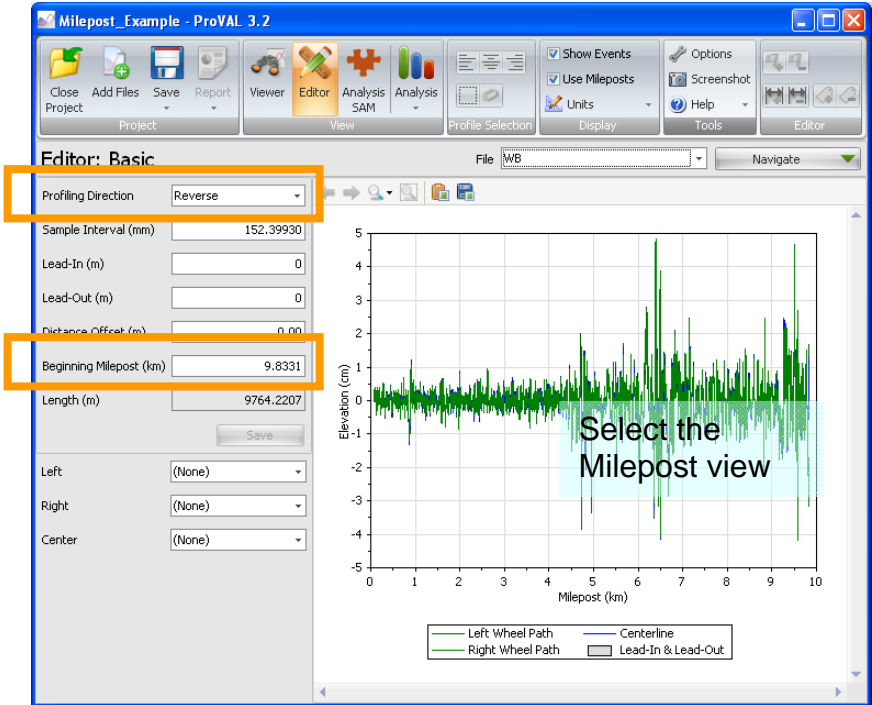 Milepost_Example - ProVAL 3.2
Close Project
Add Files
Save
Report
Viewer
Editor
Analysis SAM
Analysis
Show Events
Use Mileposts
Units
Options
Screenshot
Help
Project
View
Profile Selection
Display
Tools
Editor
Editor: Basic
File WB
Navigate
Profiling Direction Reverse
Sample Interval (mm) 152.39930
Lead-In (m) 0
Lead-Out (m) 0
Distance Offset (m) 0.00
Beginning Milepost (km) 9.8331
Length (m) 9764.2207
Save
Left (None)
Right (None)
Center (None)
Elevation (cm)
5
4
3
2
1
0
-1
-2
-3
-4
-5
Select the
Milepost view
0 1 2 3 4 5 6 7 8 9 10
Milepost (km)
Left Wheel Path Centerline
Right Wheel Path Lead-In & Lead-Out